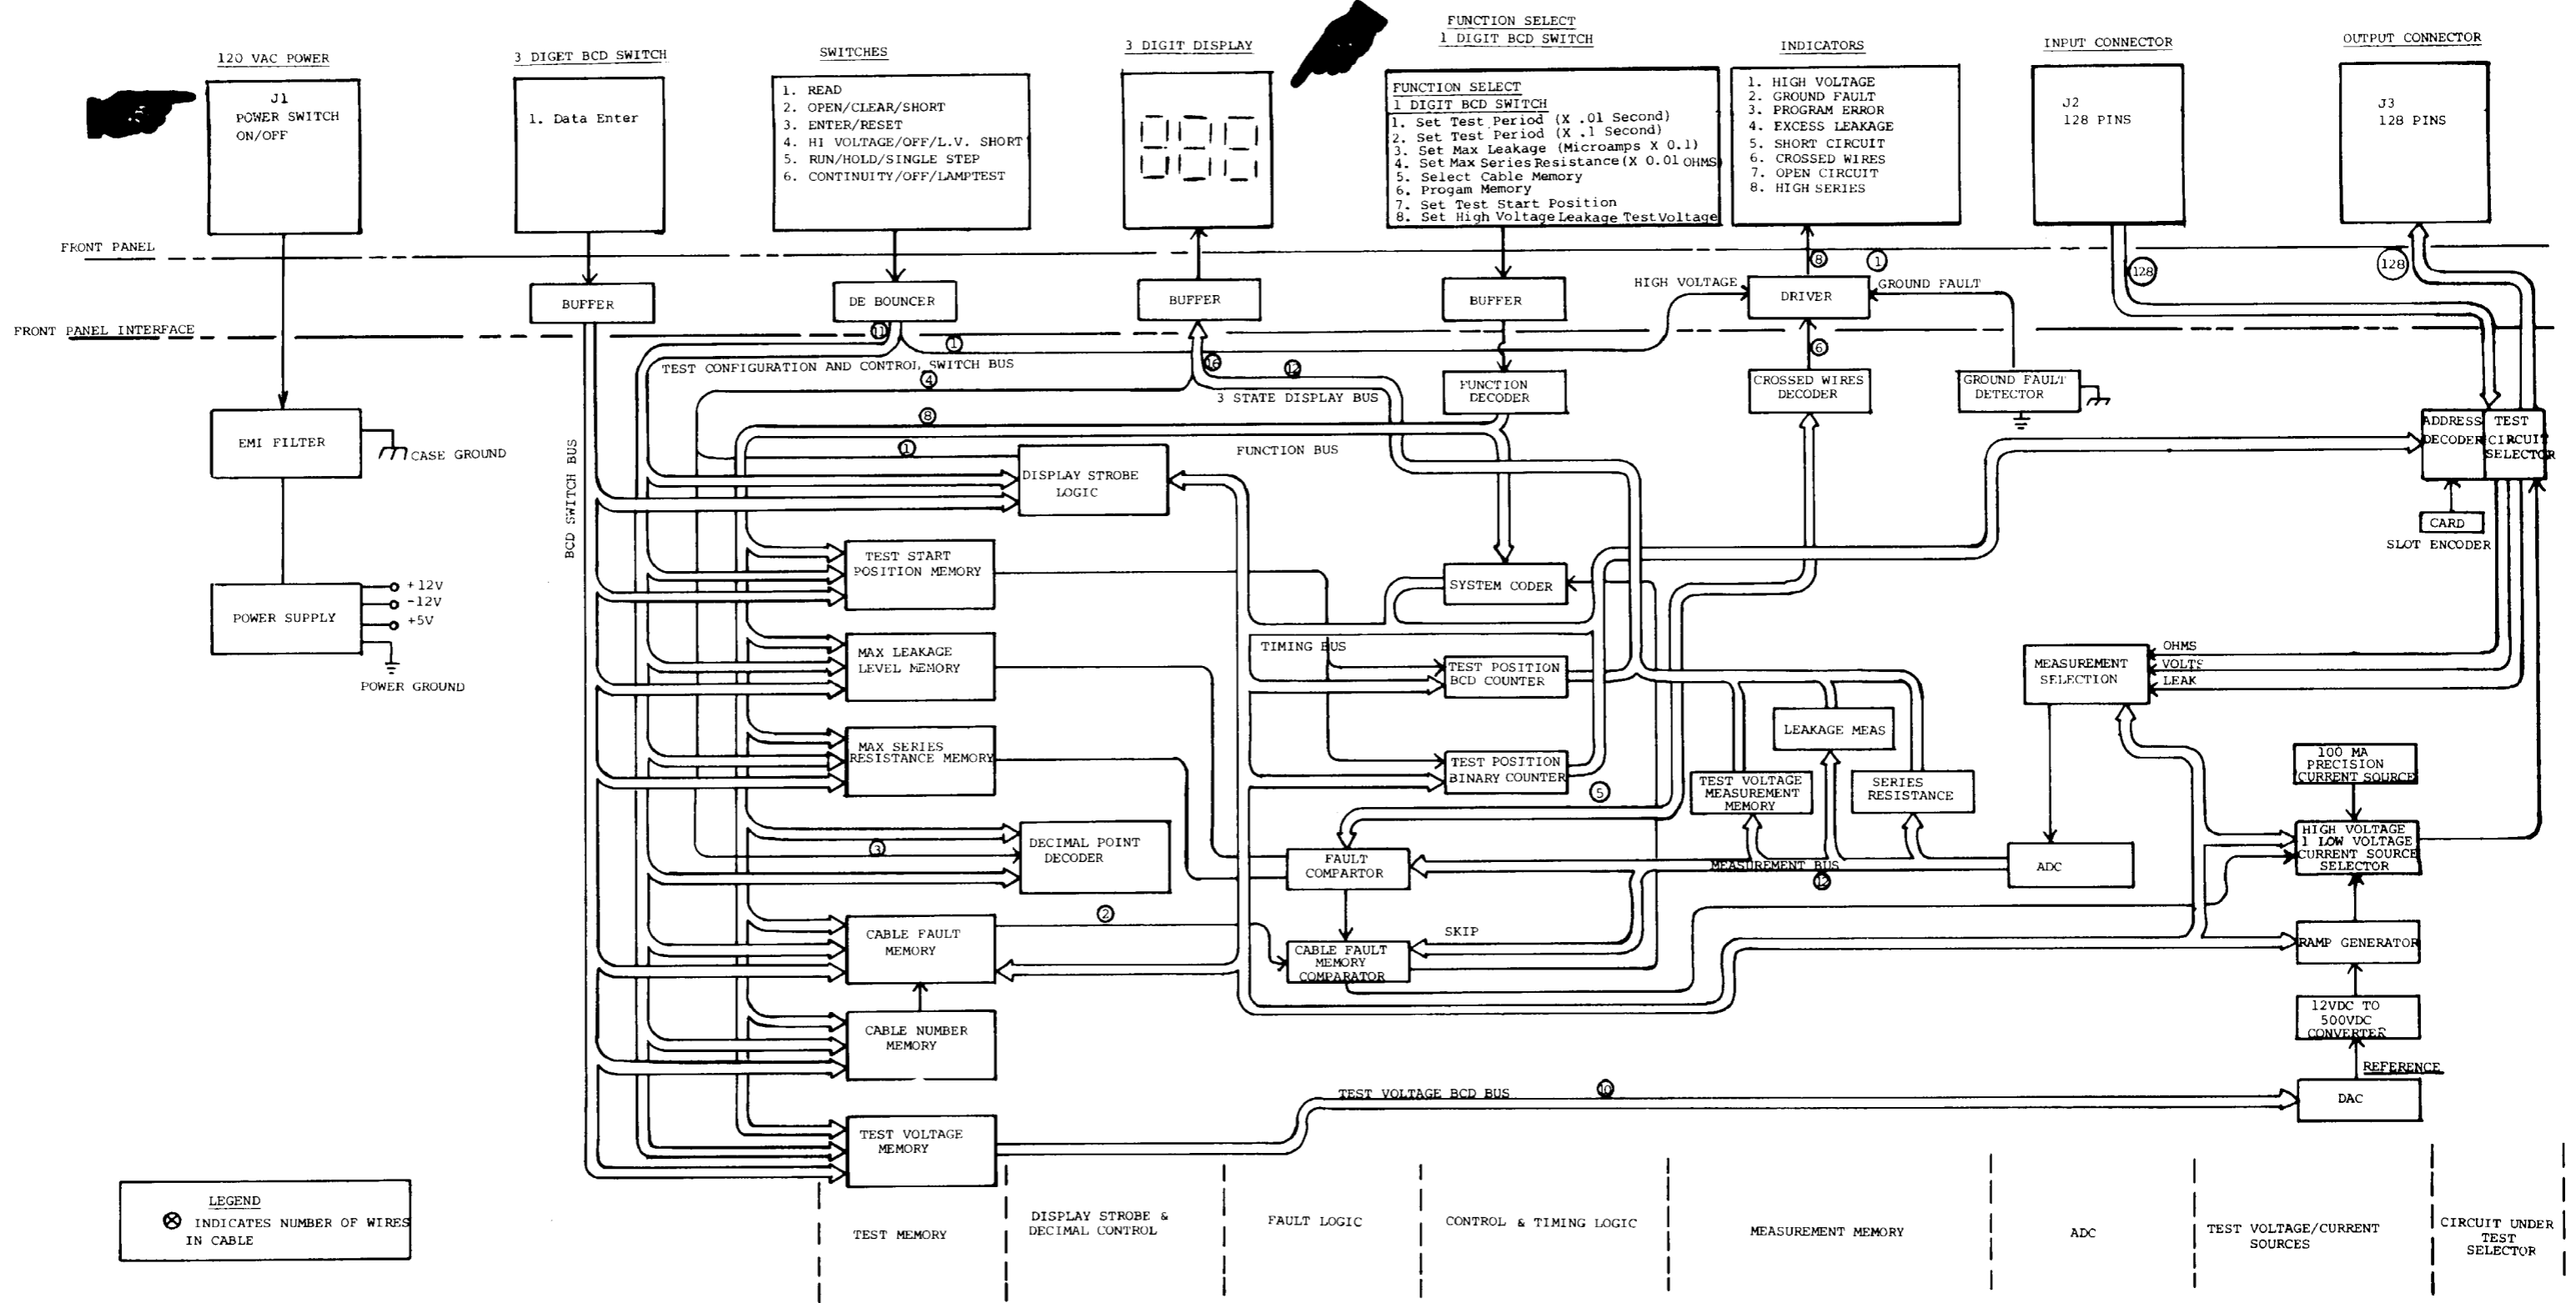 120 VAC POWER
J1
POWER SWITCH
ON/OFF
3 DIGET BCD SWITCH
1. Data Enter
SWITCHES
1. READ
2. OPEN/CLEAR/SHORT
3. ENTER/RESET
4. HI VOLTAGE/OFF/L.V. SHORT
5. RUN/HOLD/SINGLE STEP
6. CONTINUITY/OFF/LAMPTEST
3 DIGIT DISPLAY
FUNCTION SELECT
1 DIGIT BCD SWITCH
FUNCTION SELECT
1 DIGIT BCD SWITCH
1. Set Test Period (X .01 Second)
2. Set Test Period (X .1 Second)
3. Set Max Leakage (Microamps X 0.1)
4. Set Max Series Resistance (X 0.01 OHMS)
5. Select Cable Memory
6. Progam Memory
7. Set Test Start Position
8. Set High Voltage Leakage Test Voltage
INDICATORS
1. HIGH VOLTAGE
2. GROUND FAULT
3. PROGRAM ERROR
4. EXCESS LEAKAGE
5. SHORT CIRCUIT
6. CROSSED WIRES
7. OPEN CIRCUIT
8. HIGH SERIES
INPUT CONNECTOR
J2
128 PINS
OUTPUT CONNECTOR
J3
128 PINS
FRONT PANEL
8
1
128
128
BUFFER
DE BOUNCER
BUFFER
BUFFER
HIGH VOLTAGE
DRIVER
GROUND FAULT
FRONT PANEL INTERFACE
11
1
TEST CONFIGURATION AND CONTROL SWITCH BUS
4
16
12
3 STATE DISPLAY BUS
6
FUNCTION
DECODER
CROSSED WIRES
DECODER
GROUND FAULT
DETECTOR
8
1
FUNCTION BUS
EMI FILTER
CASE GROUND
BCD SWITCH BUS
DISPLAY STROBE
LOGIC
ADDRESS
DECODER
TEST
CIRCUIT
SELECTOR
CARD
SLOT ENCODER
TEST START
POSITION MEMORY
SYSTEM CODER
POWER SUPPLY
+12V
-12V
+5V
POWER GROUND
MAX LEAKAGE
LEVEL MEMORY
TIMING BUS
TEST POSITION
BCD COUNTER
MEASUREMENT
SELECTION
OHMS
VOLTS
LEAK
MAX SERIES
RESISTANCE MEMORY
TEST POSITION
BINARY COUNTER
5
LEAKAGE MEAS
TEST VOLTAGE
MEASUREMENT
MEMORY
SERIES
RESISTANCE
100 MA
PRECISION
CURRENT SOURCE
DECIMAL POINT
DECODER
3
FAULT
COMPARTOR
MEASUREMENT BUS
12
ADC
HIGH VOLTAGE
1 LOW VOLTAGE
CURRENT SOURCE
SELECTOR
CABLE FAULT
MEMORY
2
SKIP
CABLE FAULT
MEMORY
COMPARATOR
RAMP GENERATOR
CABLE NUMBER
MEMORY
12VDC TO
500VDC
CONVERTER
REFERENCE
TEST VOLTAGE BCD BUS
10
DAC
TEST VOLTAGE
MEMORY
LEGEND
INDICATES NUMBER OF WIRES
IN CABLE
TEST MEMORY
DISPLAY STROBE &
DECIMAL CONTROL
FAULT LOGIC
CONTROL & TIMING LOGIC
MEASUREMENT MEMORY
ADC
TEST VOLTAGE/CURRENT
SOURCES
CIRCUIT UNDER
TEST
SELECTOR